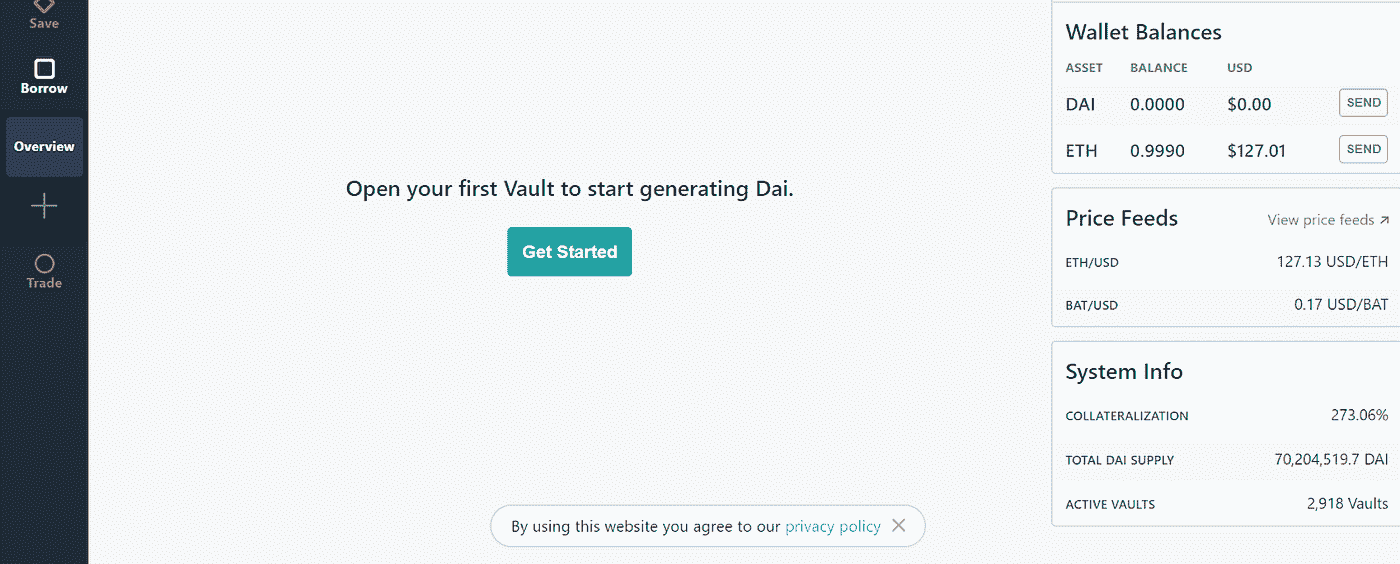 Save
Borrow
Overview
Trade
Open your first Vault to start generating Dai.
Get Started
By using this website you agree to our privacy policy
Wallet Balances
ASSET BALANCE USD
DAI 0.0000 $0.00 SEND
ETH 0.9990 $127.01 SEND
Price Feeds View price feeds
ETH/USD 127.13 USD/ETH
BAT/USD 0.17 USD/BAT
System Info
COLLATERALIZATION 273.06%
TOTAL DAI SUPPLY 70,204,519.7 DAI
ACTIVE VAULTS 2,918 Vaults